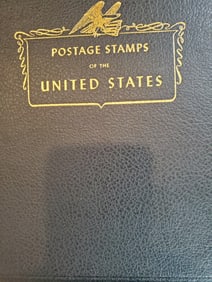 POSTAGE STAMPS
OF THE
UNITED STATES